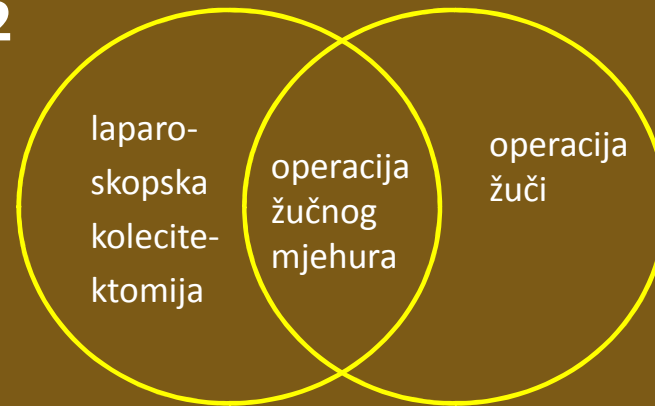 2
laparo-
skopska
kolecite-
ktomija
operacija
žučnog
mjehura
operacija
žuči